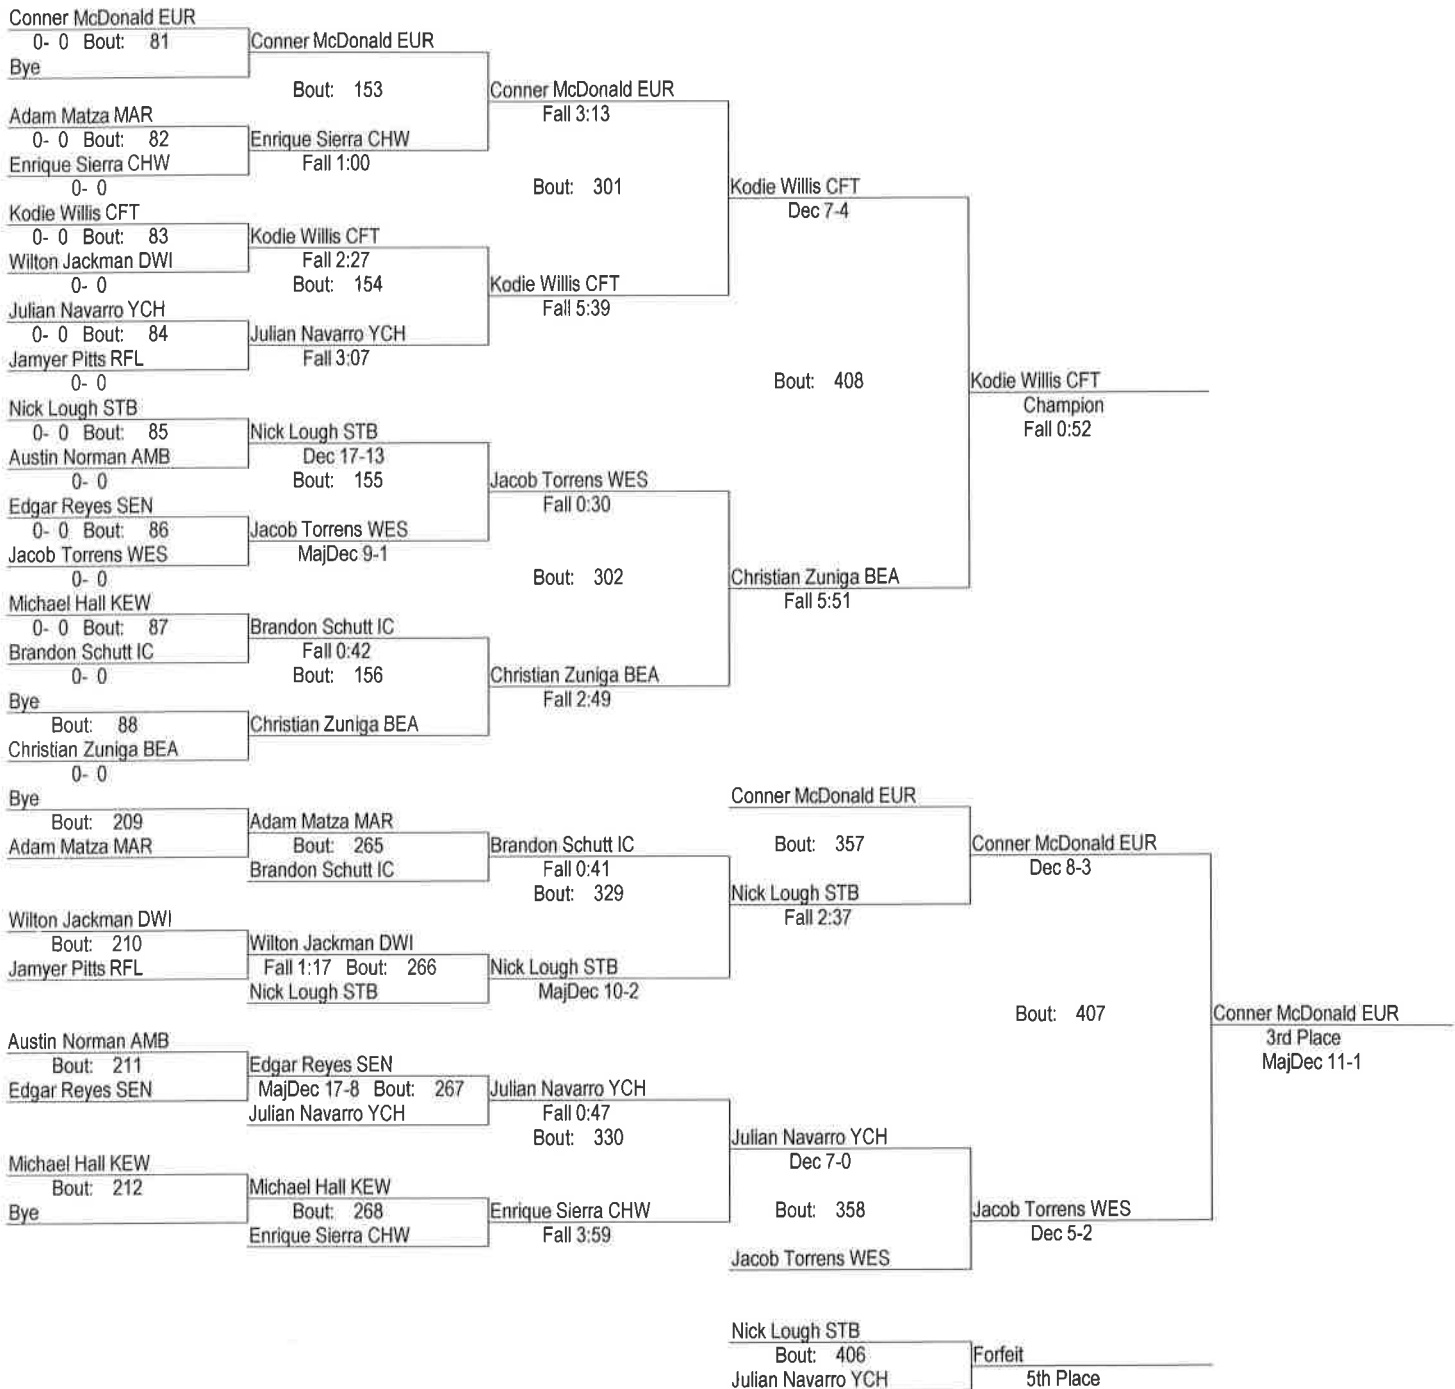 Conner McDonald EUR
0- 0 Bout: 81
Bye
Conner McDonald EUR
Bout: 153
Adam Matza MAR
0- 0 Bout: 82
Enrique Sierra CHW
0- 0
Enrique Sierra CHW
Fall 1:00
Conner McDonald EUR
Fall 3:13
Bout: 301
Kodie Willis CFT
0- 0 Bout: 83
Wilton Jackman DWI
0- 0
Kodie Willis CFT
Fall 2:27
Bout: 154
Julian Navarro YCH
0- 0 Bout: 84
Jamyer Pitts RFL
0- 0
Julian Navarro YCH
Fall 3:07
Kodie Willis CFT
Fall 5:39
Kodie Willis CFT
Dec 7-4
Bout: 408
Kodie Willis CFT
Champion
Fall 0:52
Nick Lough STB
0- 0 Bout: 85
Austin Norman AMB
0- 0
Nick Lough STB
Dec 17-13
Bout: 155
Edgar Reyes SEN
0- 0 Bout: 86
Jacob Torrens WES
0- 0
Jacob Torrens WES
MajDec 9-1
Jacob Torrens WES
Fall 0:30
Bout: 302
Michael Hall KEW
0- 0 Bout: 87
Brandon Schutt IC
0- 0
Brandon Schutt IC
Fall 0:42
Bout: 156
Bye
Bout: 88
Christian Zuniga BEA
0- 0
Christian Zuniga BEA
Christian Zuniga BEA
Fall 2:49
Christian Zuniga BEA
Fall 5:51
Bye
Bout: 209
Adam Matza MAR
Adam Matza MAR
Bout: 265
Brandon Schutt IC
Brandon Schutt IC
Fall 0:41
Bout: 329
Wilton Jackman DWI
Bout: 210
Jamyer Pitts RFL
Wilton Jackman DWI
Fall 1:17 Bout: 266
Nick Lough STB
Nick Lough STB
MajDec 10-2
Conner McDonald EUR
Bout: 357
Nick Lough STB
Fall 2:37
Conner McDonald EUR
Dec 8-3
Bout: 407
Conner McDonald EUR
3rd Place
MajDec 11-1
Austin Norman AMB
Bout: 211
Edgar Reyes SEN
Edgar Reyes SEN
MajDec 17-8 Bout: 267
Julian Navarro YCH
Julian Navarro YCH
Fall 0:47
Bout: 330
Michael Hall KEW
Bout: 212
Bye
Michael Hall KEW
Bout: 268
Enrique Sierra CHW
Enrique Sierra CHW
Fall 3:59
Julian Navarro YCH
Dec 7-0
Bout: 358
Jacob Torrens WES
Jacob Torrens WES
Dec 5-2
Nick Lough STB
Bout: 406
Julian Navarro YCH
Forfeit
5th Place